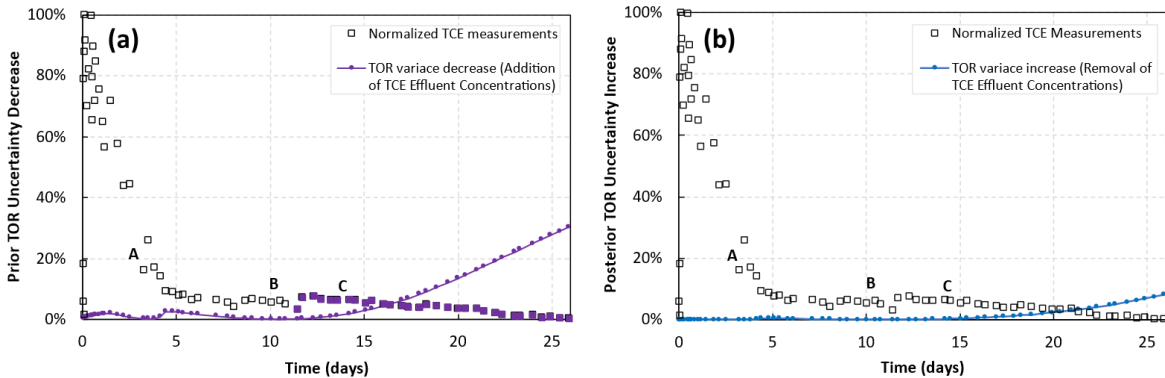 (a)
Prior TOR Uncertainty Decrease
100%
80%
60%
40%
20%
0%
Normalized TCE measurements
TOR variace decrease (Addition
of TCE Effluent Concentrations)
A
B
C
0
5
10
15
20
25
Time (days)
(b)
Posterior TOR Uncertainty Increase
100%
80%
60%
40%
20%
0%
Normalized TCE Measurements
TOR variace increase (Removal of
TCE Effluent Concentrations)
A
B
C
0
5
10
15
20
25
Time (days)